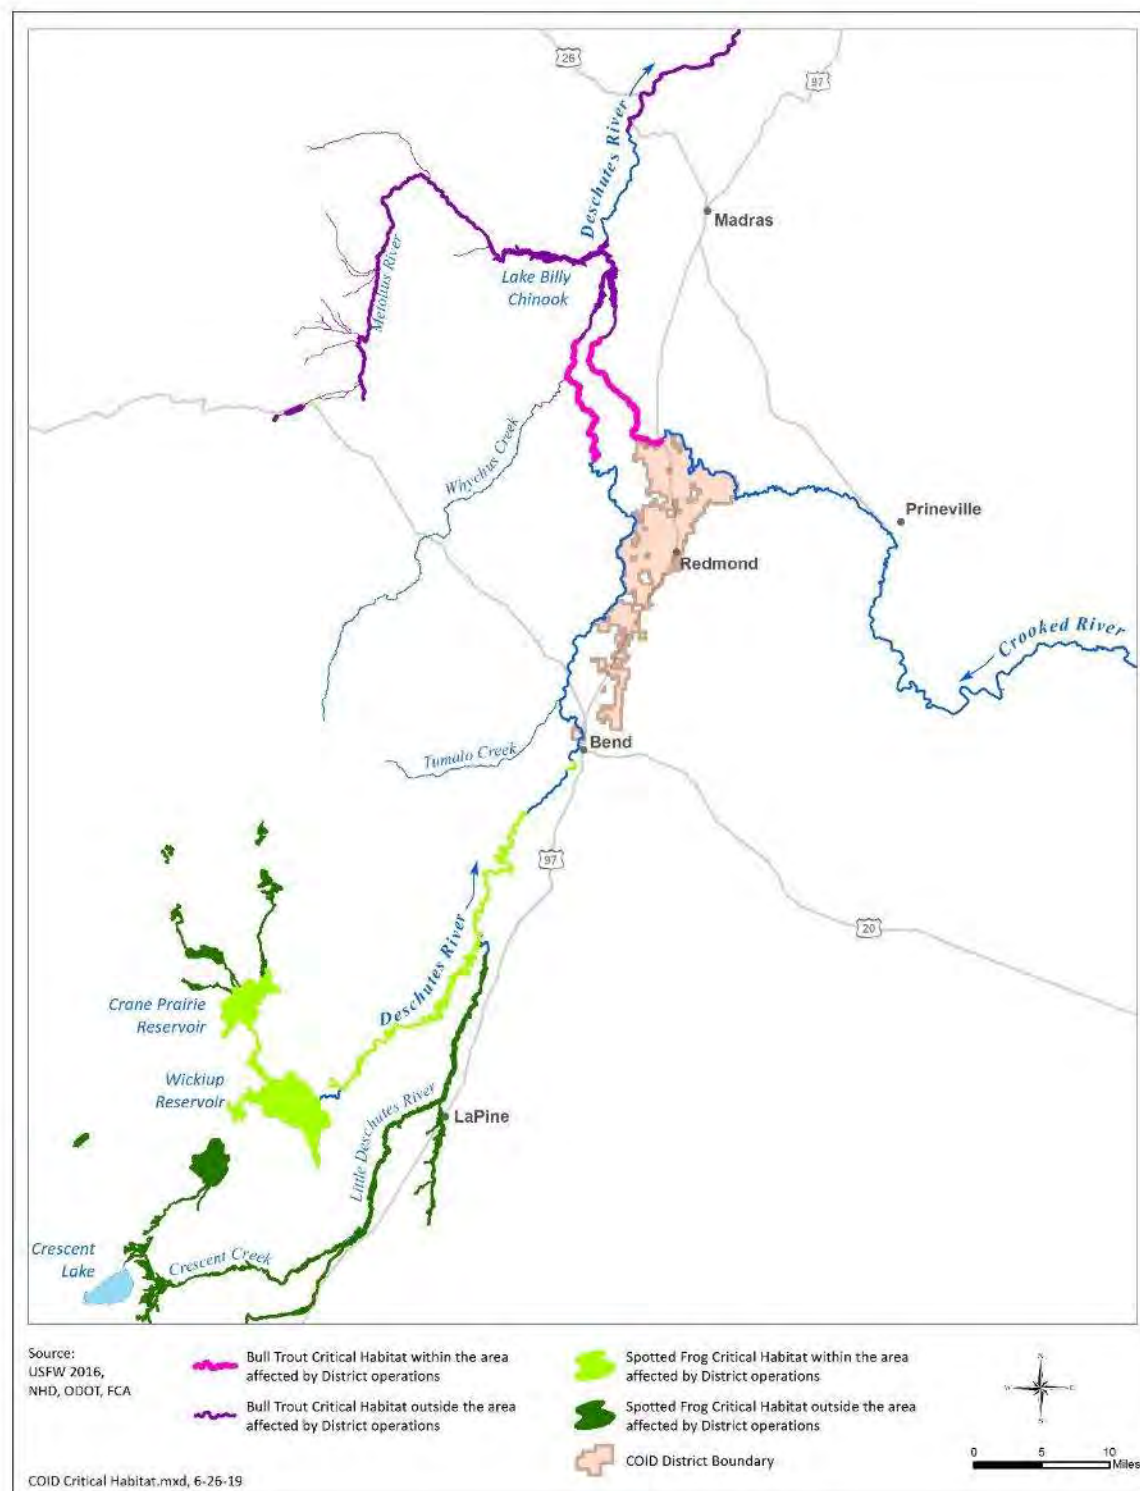 26
97
Deschutes River
Madras
Metolius River
Lake Billy
Chinook
Whychus Creek
Prineville
Redmond
Crooked River
Bend
Tumalo Creek
97
20
Deschutes River
Crane Prairie
Reservoir
Wickiup
Reservoir
Little Deschutes River
LaPine
Crescent
Lake
Crescent Creek
Source:
USFW 2016,
NHD, ODOT, FCA
Bull Trout Critical Habitat within the area
affected by District operations
Bull Trout Critical Habitat outside the area
affected by District operations
Spotted Frog Critical Habitat within the area
affected by District operations
Spotted Frog Critical Habitat outside the area
affected by District operations
COID District Boundary
0 5 10
Miles
COID Critical Habitat.mxd, 6-26-19